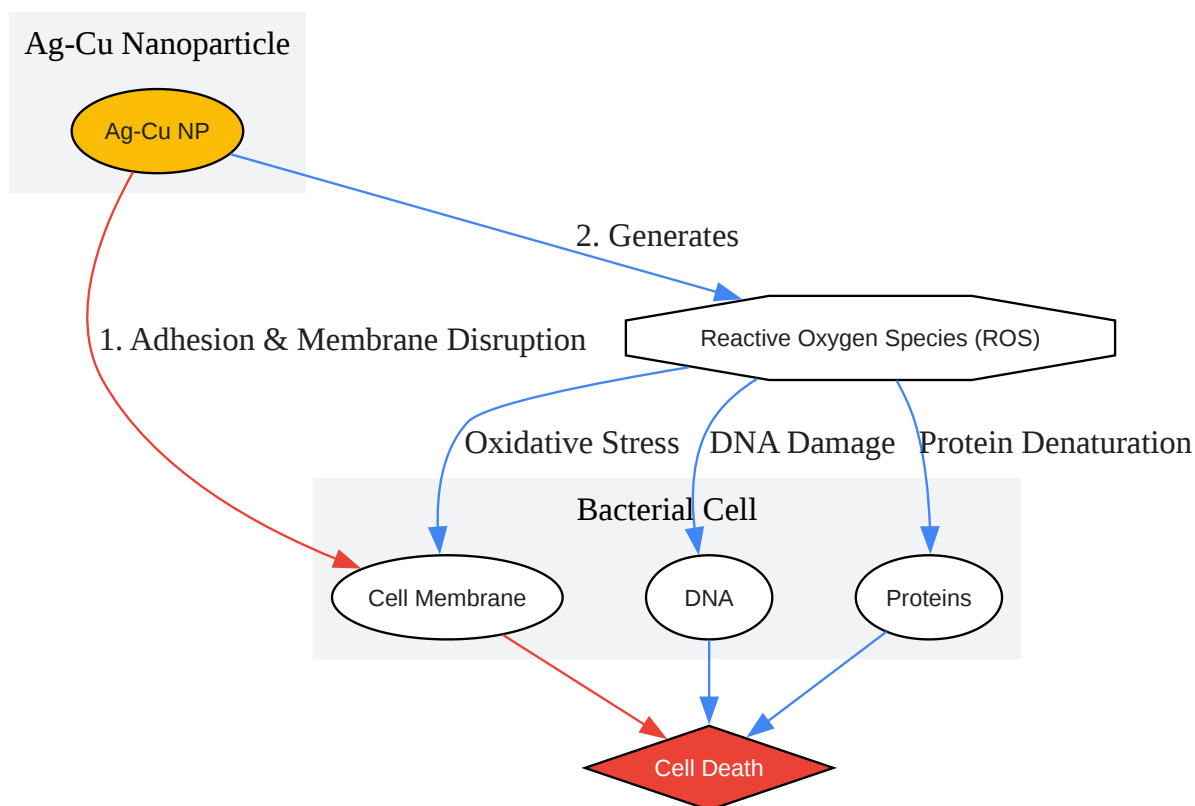 Ag-Cu Nanoparticle
Ag-Cu NP
2. Generates
1. Adhesion & Membrane Disruption
Reactive Oxygen Species (ROS)
Oxidative Stress
DNA Damage
Protein Denaturation
Bacterial Cell
Cell Membrane
DNA
Proteins
Cell Death